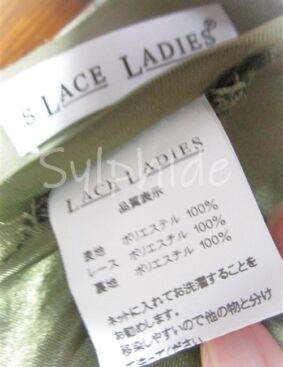 S LACE LADIES®
Sylphide
LACE LADIES
品質表示
表地 ポリエステル 100%
レース ポリエスチル 100%
裏地 ポリエステル 100%
ネットに入れてお洗濯することを
お勧めします。
移染しやすいので他の物と分け